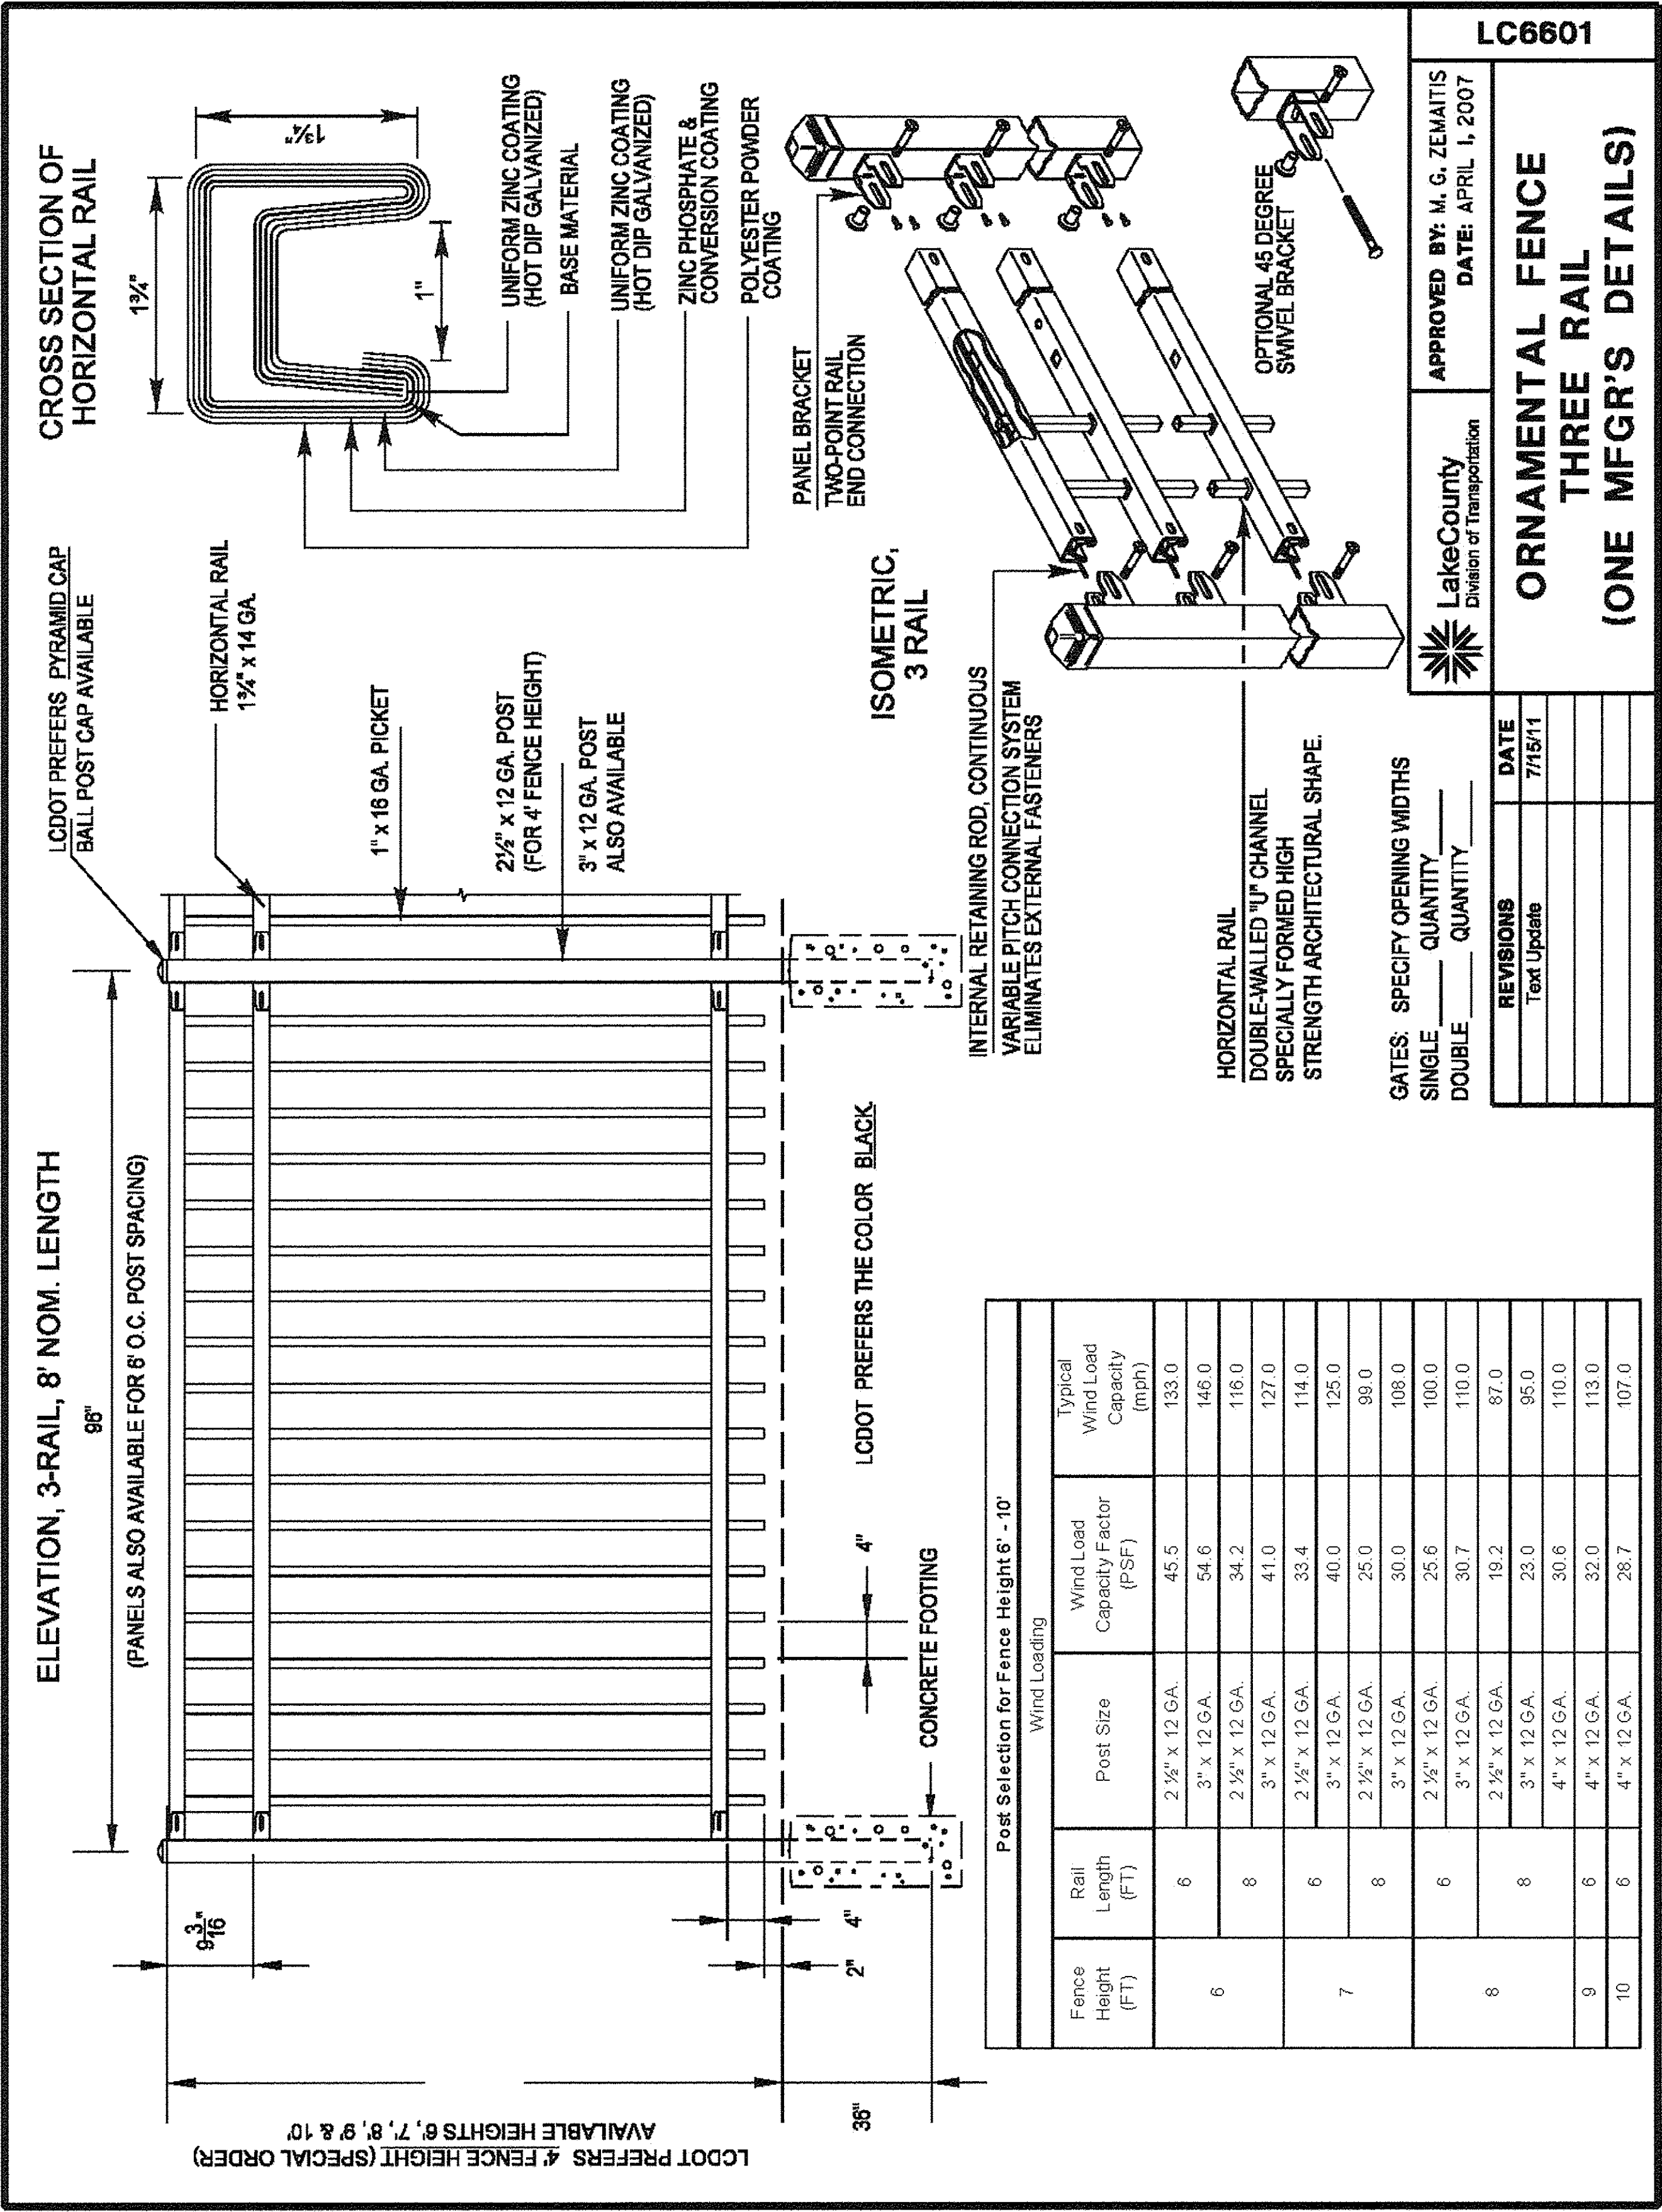 ELEVATION, 3-RAIL, 8' NOM. LENGTH
96"
(PANELS ALSO AVAILABLE FOR 6' O.C. POST SPACING)
LCDOT PREFERS PYRAMID CAP
BALL POST CAP AVAILABLE
HORIZONTAL RAIL
1¾" x 14 GA.
1" x 16 GA. PICKET
2½" x 12 GA. POST
(FOR 4' FENCE HEIGHT)
3" x 12 GA. POST
ALSO AVAILABLE
9 3/16"
LCDOT PREFERS 4' FENCE HEIGHT (SPECIAL ORDER)
AVAILABLE HEIGHTS 6', 7', 8', 9' & 10'
2"
4"
36"
4"
CONCRETE FOOTING
LCDOT PREFERS THE COLOR BLACK.
CROSS SECTION OF
HORIZONTAL RAIL
1¾"
1¾"
1"
UNIFORM ZINC COATING
(HOT DIP GALVANIZED)
BASE MATERIAL
UNIFORM ZINC COATING
(HOT DIP GALVANIZED)
ZINC PHOSPHATE &
CONVERSION COATING
POLYESTER POWDER
COATING
ISOMETRIC,
3 RAIL
PANEL BRACKET
TWO-POINT RAIL
END CONNECTION
OPTIONAL 45 DEGREE
SWIVEL BRACKET
INTERNAL RETAINING ROD, CONTINUOUS
VARIABLE PITCH CONNECTION SYSTEM
ELIMINATES EXTERNAL FASTENERS
HORIZONTAL RAIL
DOUBLE-WALLED "U" CHANNEL
SPECIALLY FORMED HIGH
STRENGTH ARCHITECTURAL SHAPE.
GATES: SPECIFY OPENING WIDTHS
SINGLE ____ QUANTITY ____
DOUBLE ____ QUANTITY ____
Post Selection for Fence Height 6' - 10'
Wind Loading
Fence Height (FT) Rail Length (FT) Post Size Wind Load Capacity Factor (PSF) Typical Wind Load Capacity (mph)
6 6 2 ½" x 12 GA. 45.5 133.0
3" x 12 GA. 54.6 146.0
8 2 ½" x 12 GA. 34.2 116.0
3" x 12 GA. 41.0 127.0
7 6 2 ½" x 12 GA. 33.4 114.0
3" x 12 GA. 40.0 125.0
8 2 ½" x 12 GA. 25.0 99.0
3" x 12 GA. 30.0 108.0
8 6 2 ½" x 12 GA. 25.6 100.0
3" x 12 GA. 30.7 110.0
8 2 ½" x 12 GA. 19.2 87.0
3" x 12 GA. 23.0 95.0
4" x 12 GA. 30.6 110.0
9 6 4" x 12 GA. 32.0 113.0
10 6 4" x 12 GA. 28.7 107.0
REVISIONS DATE
Text Update 7/15/11
LakeCounty
Division of Transportation
APPROVED BY: M. G. ZEMAITIS
DATE: APRIL 1, 2007
ORNAMENTAL FENCE
THREE RAIL
(ONE MFGR'S DETAILS)
LC6601